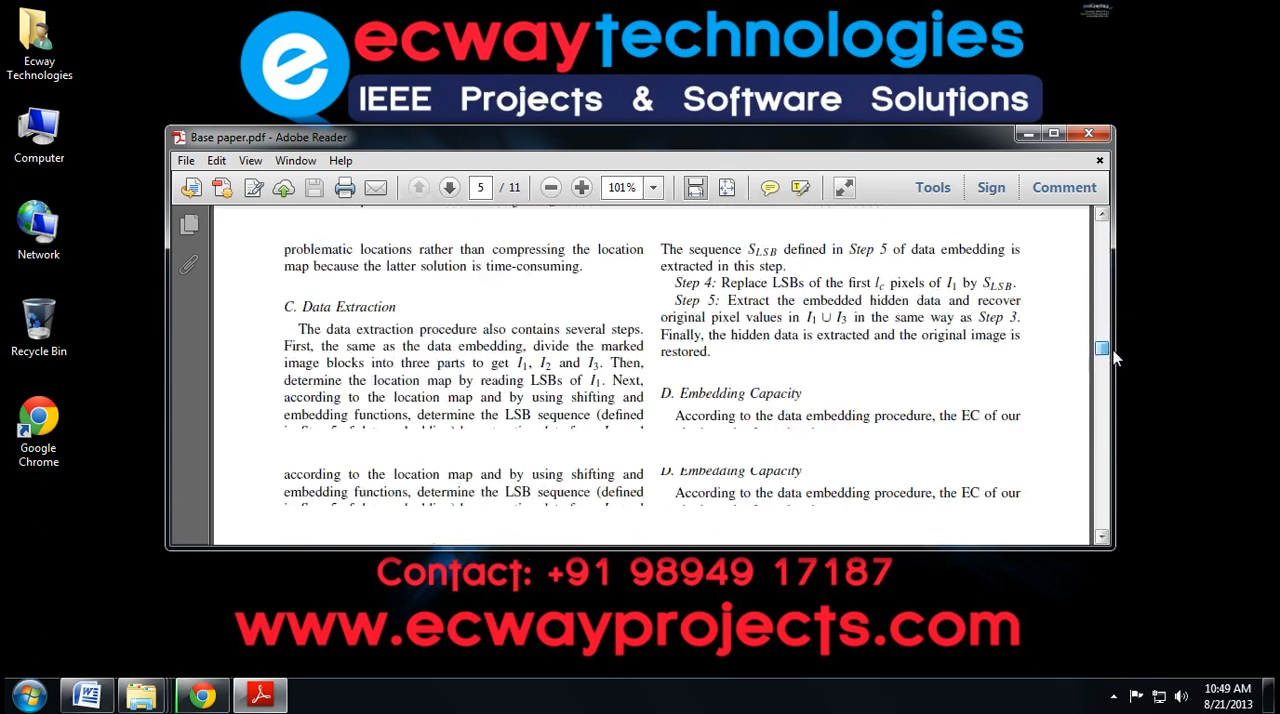 ecwaytechnologies
IEEE Projects & Software Solutions
Ecway
Technologies
Computer
Network
Recycle Bin
Google
Chrome
Base paper.pdf - Adobe Reader
File Edit View Window Help
5 / 11 101% Tools Sign Comment
problematic locations rather than compressing the location
map because the latter solution is time-consuming.
C. Data Extraction
The data extraction procedure also contains several steps.
First, the same as the data embedding, divide the marked
image blocks into three parts to get I1, I2 and I3. Then,
determine the location map by reading LSBs of I1. Next,
according to the location map and by using shifting and
embedding functions, determine the LSB sequence (defined
according to the location map and by using shifting and
embedding functions, determine the LSB sequence (defined
The sequence SLSB defined in Step 5 of data embedding is
extracted in this step.
Step 4: Replace LSBs of the first lc pixels of I1 by SLSB.
Step 5: Extract the embedded hidden data and recover
original pixel values in I1 ∪ I3 in the same way as Step 3.
Finally, the hidden data is extracted and the original image is
restored.
D. Embedding Capacity
According to the data embedding procedure, the EC of our
D. Embedding Capacity
According to the data embedding procedure, the EC of our
Contact: +91 98949 17187
www.ecwayprojects.com
10:49 AM
8/21/2013